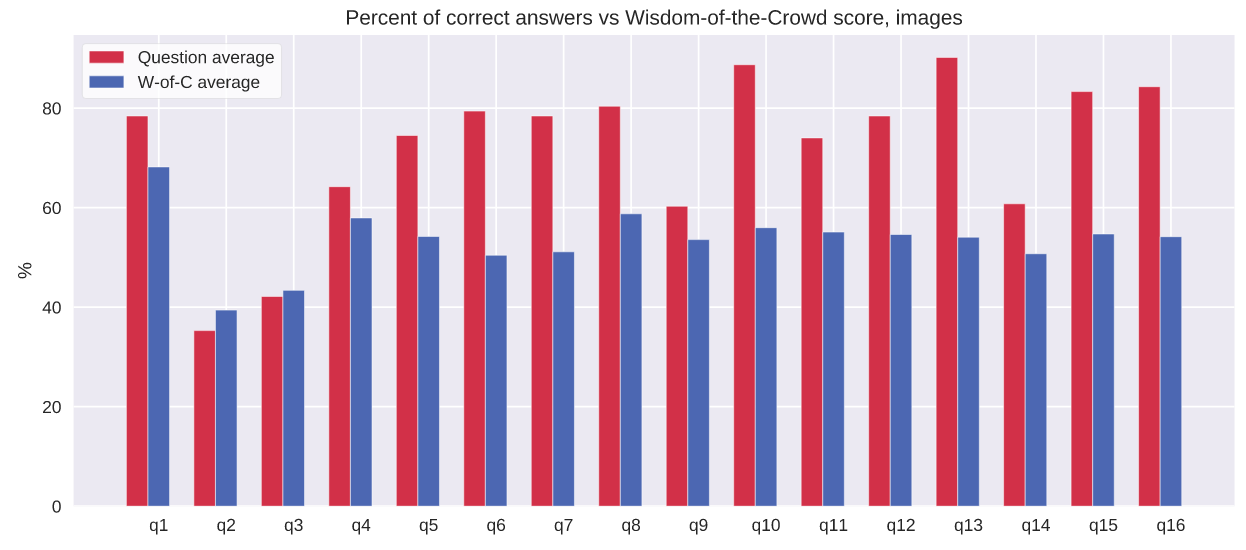 Percent of correct answers vs Wisdom-of-the-Crowd score, images
Question average
W-of-C average
80
60
40
20
0
%
q1 q2 q3 q4 q5 q6 q7 q8 q9 q10 q11 q12 q13 q14 q15 q16